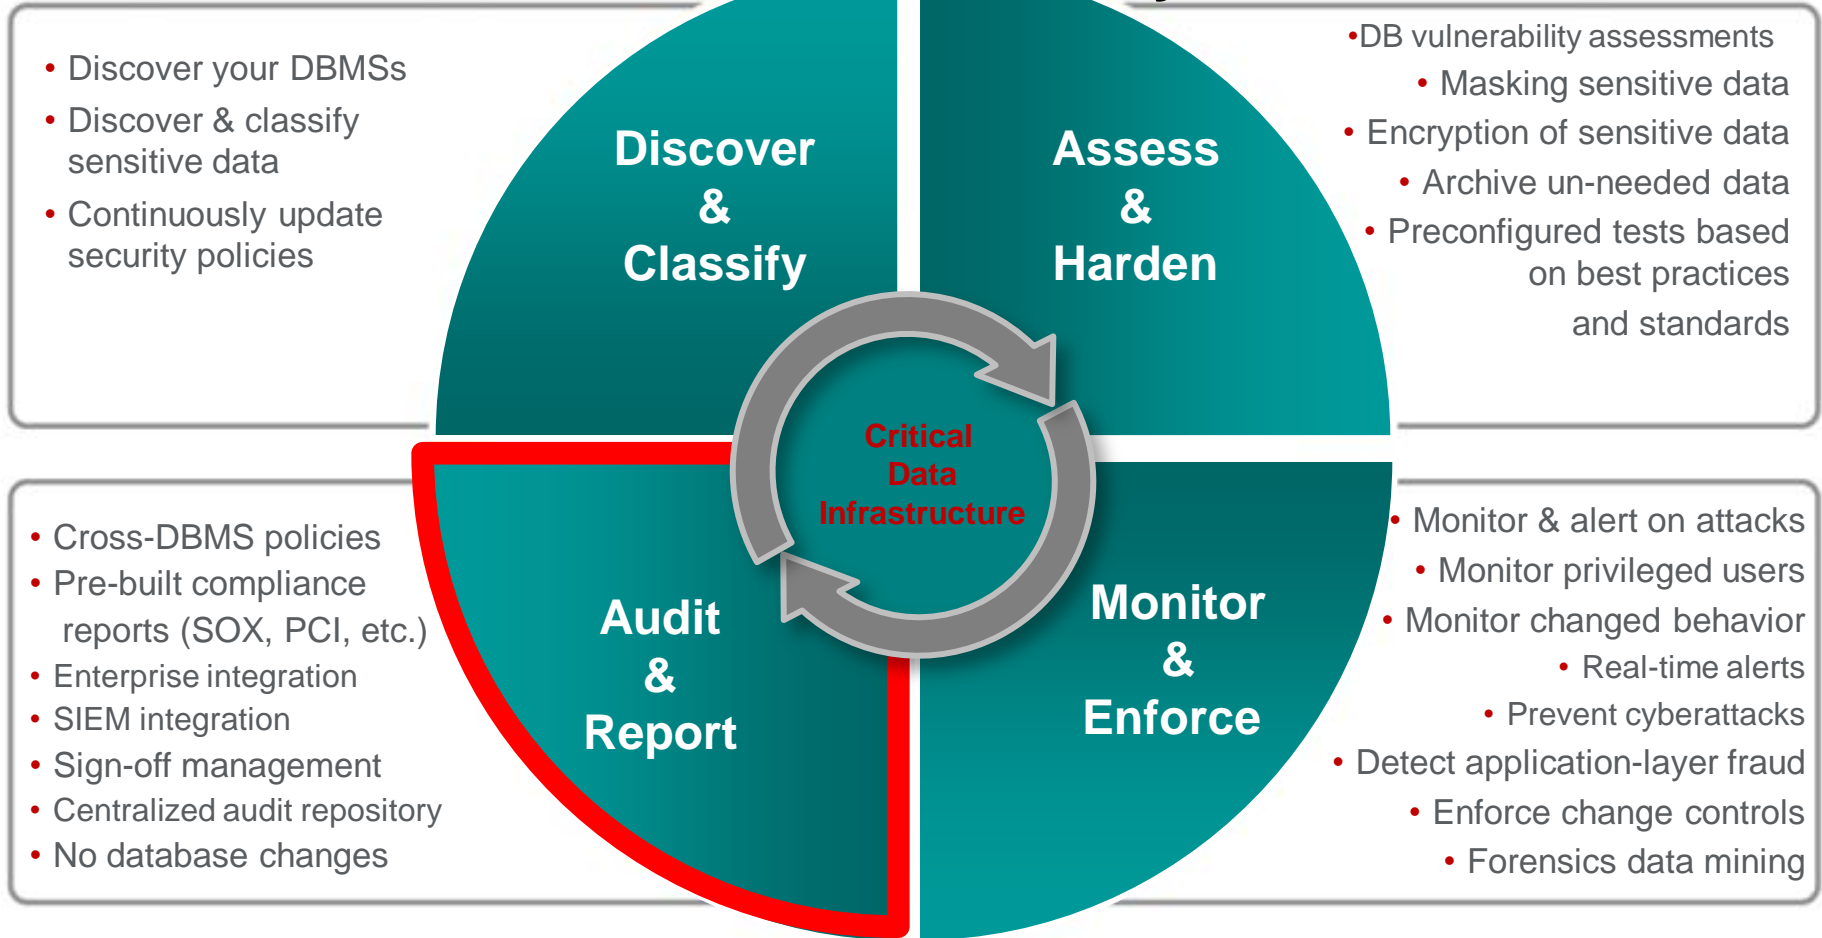 • Discover your DBMSs
• Discover & classify
sensitive data
• Continuously update
security policies
Discover
&
Classify
Assess
&
Harden
•DB vulnerability assessments
• Masking sensitive data
• Encryption of sensitive data
• Archive un-needed data
• Preconfigured tests based
on best practices
and standards
Critical
Data
Infrastructure
• Cross-DBMS policies
• Pre-built compliance
reports (SOX, PCI, etc.)
• Enterprise integration
• SIEM integration
• Sign-off management
• Centralized audit repository
• No database changes
Audit
&
Report
Monitor
&
Enforce
• Monitor & alert on attacks
• Monitor privileged users
• Monitor changed behavior
• Real-time alerts
• Prevent cyberattacks
• Detect application-layer fraud
• Enforce change controls
• Forensics data mining